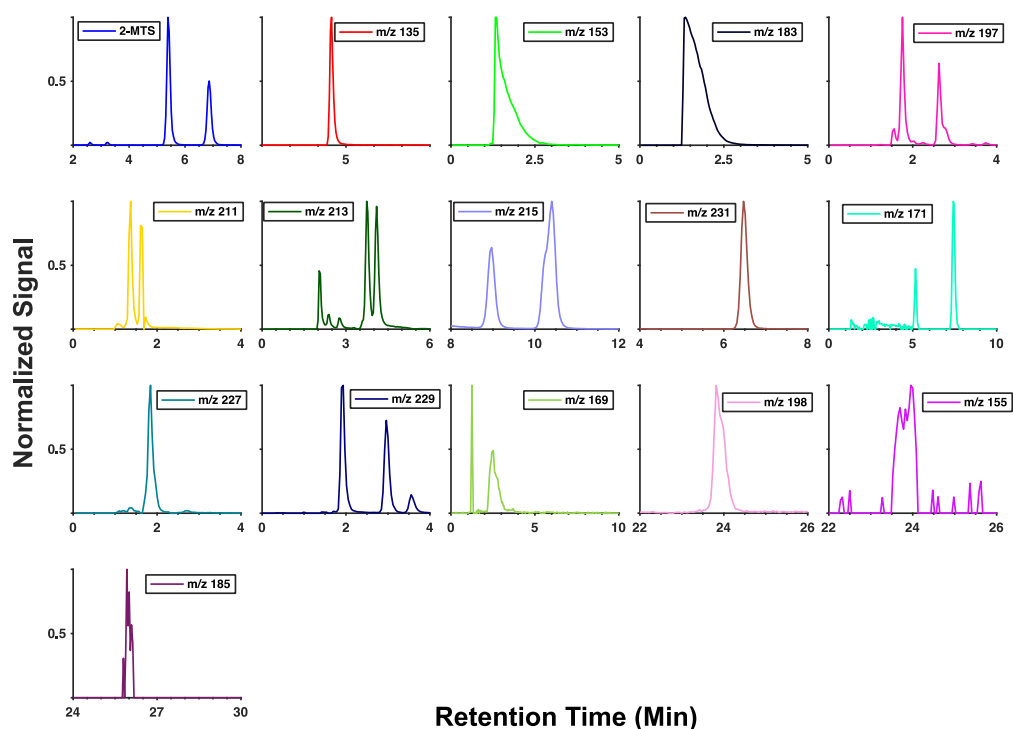 2-MTS
m/z 135
m/z 153
m/z 183
m/z 197
0.5
2 4 6 8
5
0 2.5 5
0 2.5 5
0 2 4
m/z 211
m/z 213
m/z 215
m/z 231
m/z 171
0.5
0 2 4
0 3 6
8 10 12
4 6 8
0 5 10
m/z 227
m/z 229
m/z 169
m/z 198
m/z 155
0.5
0 2 4
0 2 4
0 5 10
22 24 26
22 24 26
m/z 185
0.5
24 27 30
Normalized Signal
Retention Time (Min)